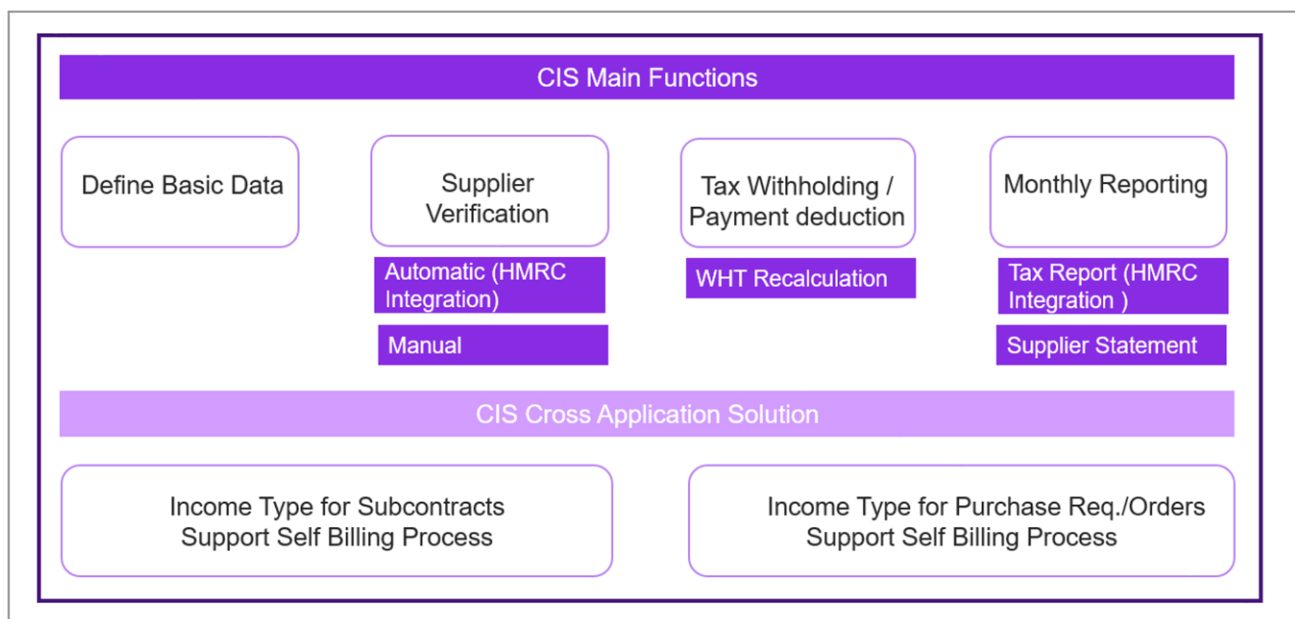 CIS Main Functions
Define Basic Data
Supplier
Verification
Tax Withholding /
Payment deduction
Monthly Reporting
Automatic (HMRC
Integration)
Manual
WHT Recalculation
Tax Report (HMRC
Integration )
Supplier Statement
CIS Cross Application Solution
Income Type for Subcontracts
Support Self Billing Process
Income Type for Purchase Req./Orders
Support Self Billing Process